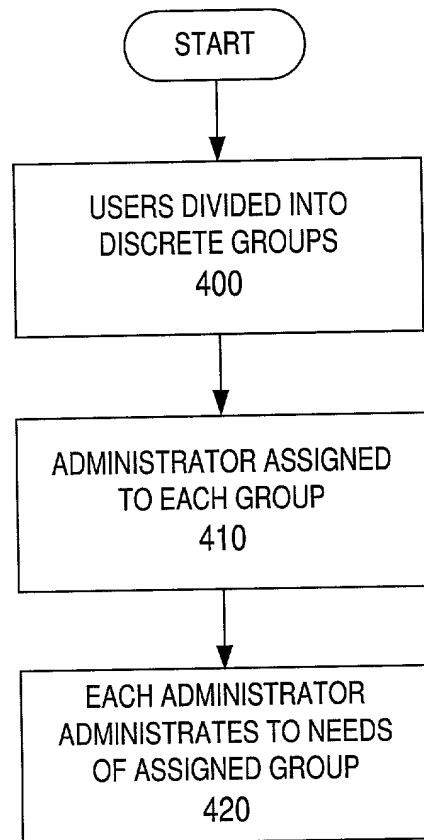 START
USERS DIVIDED INTO
DISCRETE GROUPS
400
ADMINISTRATOR ASSIGNED
TO EACH GROUP
410
EACH ADMINISTRATOR
ADMINISTRATES TO NEEDS
OF ASSIGNED GROUP
420